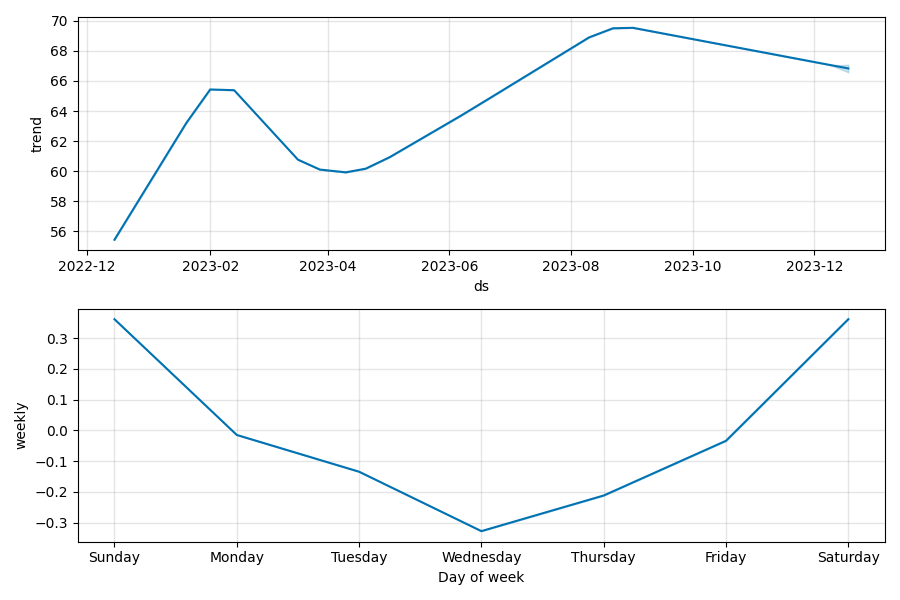 70
68
66
64
62
60
58
56
trend
2022-12 2023-02 2023-04 2023-06 2023-08 2023-10 2023-12
ds
0.3
0.2
0.1
0.0
−0.1
−0.2
−0.3
weekly
Sunday Monday Tuesday Wednesday Thursday Friday Saturday
Day of week